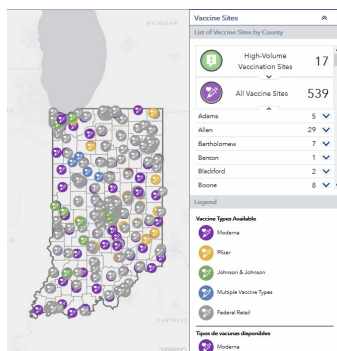 MICHIGAN
Vaccine Sites
List of Vaccine Sites by County
High-Volume
Vaccination Sites
17
All Vaccine Sites
539
Adams 5
Allen 29
Bartholomew 7
Benton 1
Blackford 2
Boone 8
Legend
Vaccine Types Available
Moderna
Pfizer
Johnson & Johnson
Multiple Vaccine Types
Federal Retail
Tipos de vacunas disponibles
Moderna
KENTUCKY